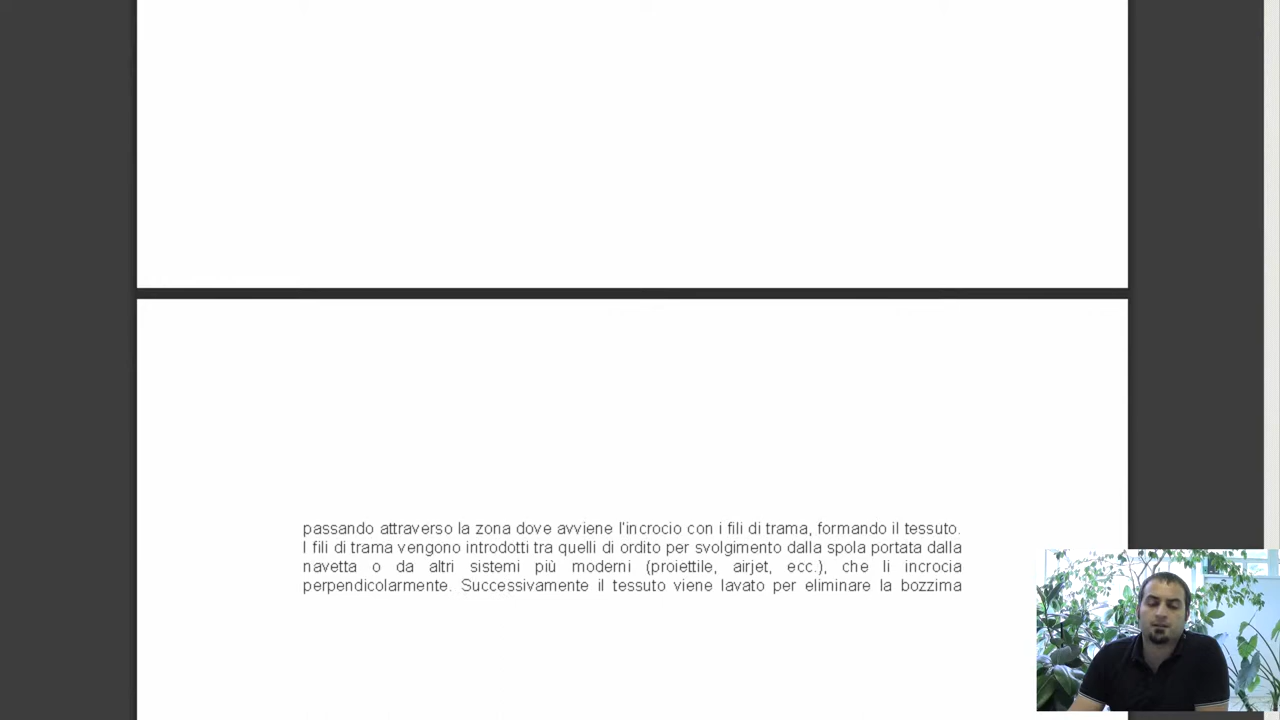 passando attraverso la zona dove avviene l'incrocio con i fili di trama, formando il tessuto.
I fili di trama vengono introdotti tra quelli di ordito per svolgimento dalla spola portata dalla
navetta o da altri sistemi più moderni (proiettile, airjet, ecc.), che li incrocia
perpendicolarmente. Successivamente il tessuto viene lavato per eliminare la bozzima